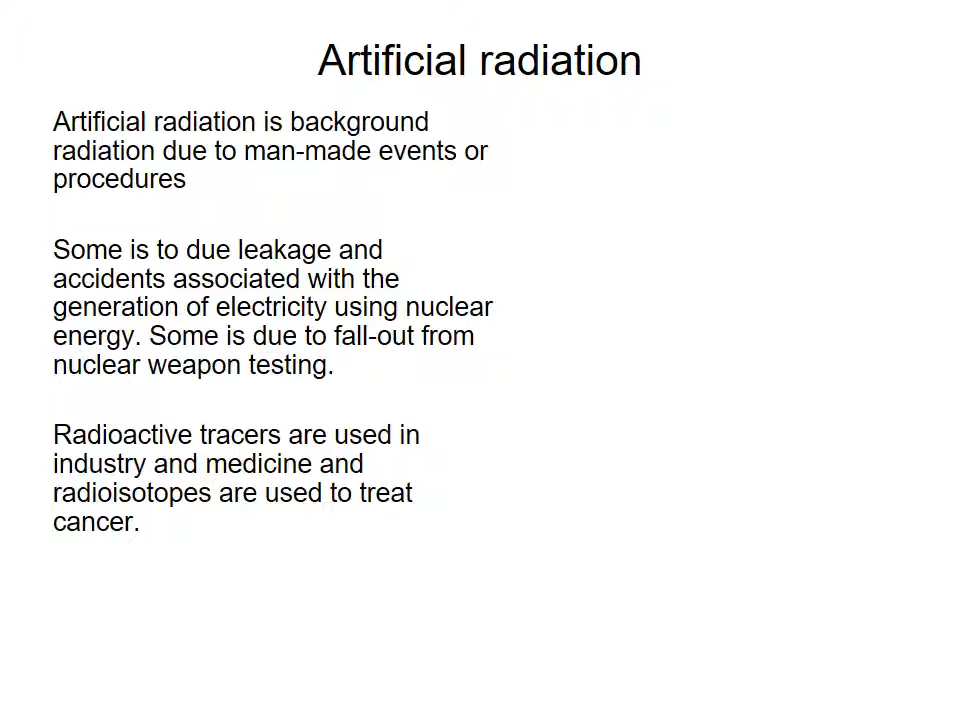 Artificial radiation
Artificial radiation is background
radiation due to man-made events or
procedures
Some is to due leakage and
accidents associated with the
generation of electricity using nuclear
energy. Some is due to fall-out from
nuclear weapon testing.
Radioactive tracers are used in
industry and medicine and
radioisotopes are used to treat
cancer.